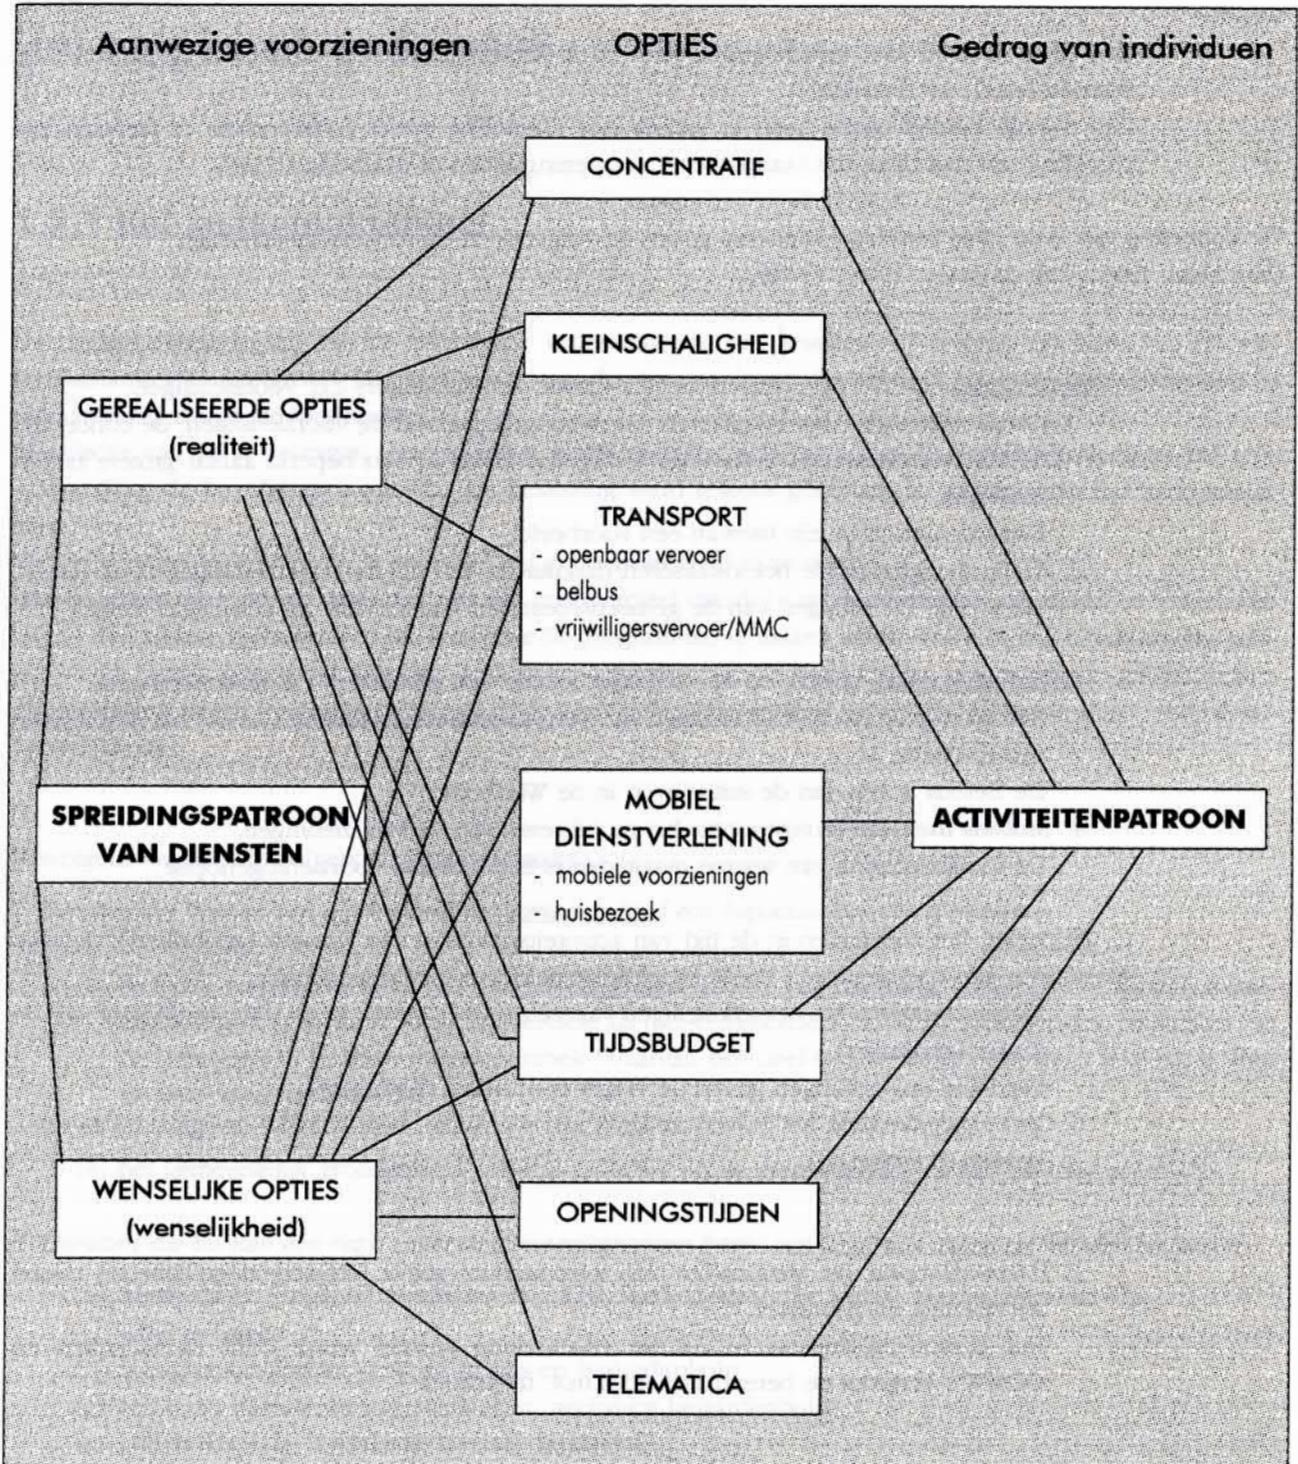 Aanwezige voorzieningen OPTIES Gedrag van individuen
CONCENTRATIE
KLEINSCHALIGHEID
GEREALISEERDE OPTIES
(realiteit)
TRANSPORT
- openbaar vervoer
- belbus
- vrijwilligersvervoer/MMC
SPREIDINGSPATROON
VAN DIENSTEN
MOBIEL
DIENSTVERLENING
- mobiele voorzieningen
- huisbezoek
ACTIVITEITENPATROON
TIJDSBUDGET
WENSELIJKE OPTIES
(wenselijkheid)
OPENINGSTIJDEN
TELEMATICA